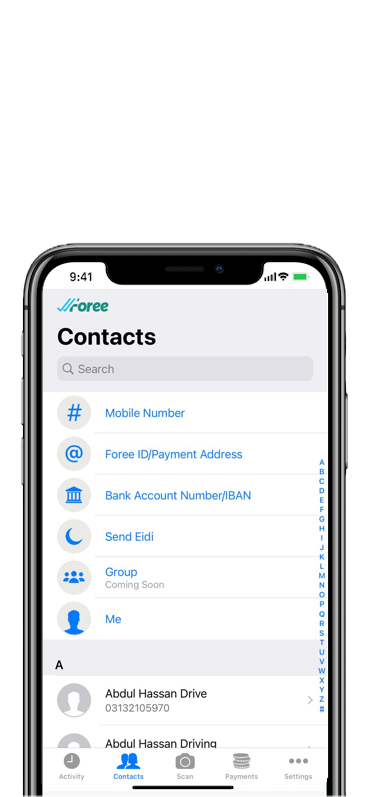 9:41
Foree
Contacts
Search
# Mobile Number
@ Foree ID/Payment Address
Bank Account Number/IBAN
Send Eidi
Group
Coming Soon
Me
A
B
C
D
E
F
G
H
I
J
K
L
M
N
O
P
Q
R
S
T
U
V
W
X
Y
Z
#
A
Abdul Hassan Drive
03132105970
Abdul Hassan Driving
Activity Contacts Scan Payments Settings